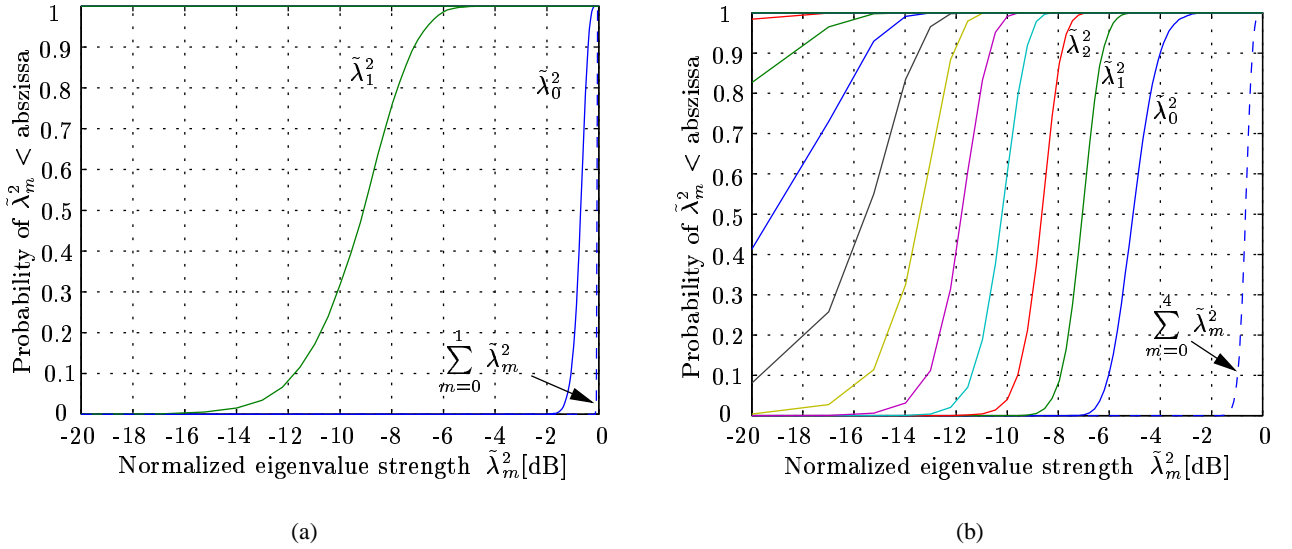 1
0.9
0.8
0.7
0.6
0.5
0.4
0.3
0.2
0.1
0
Probability of λ̃²ₘ < abszissa
λ̃²₁
λ̃²₀
1
∑ λ̃²ₘ
m=0
-20 -18 -16 -14 -12 -10 -8 -6 -4 -2 0
Normalized eigenvalue strength λ̃²ₘ[dB]
(a)
1
0.9
0.8
0.7
0.6
0.5
0.4
0.3
0.2
0.1
0
Probability of λ̃²ₘ < abszissa
λ̃²₂
λ̃²₁
λ̃²₀
4
∑ λ̃²ₘ
m=0
-20 -18 -16 -14 -12 -10 -8 -6 -4 -2 0
Normalized eigenvalue strength λ̃²ₘ[dB]
(b)